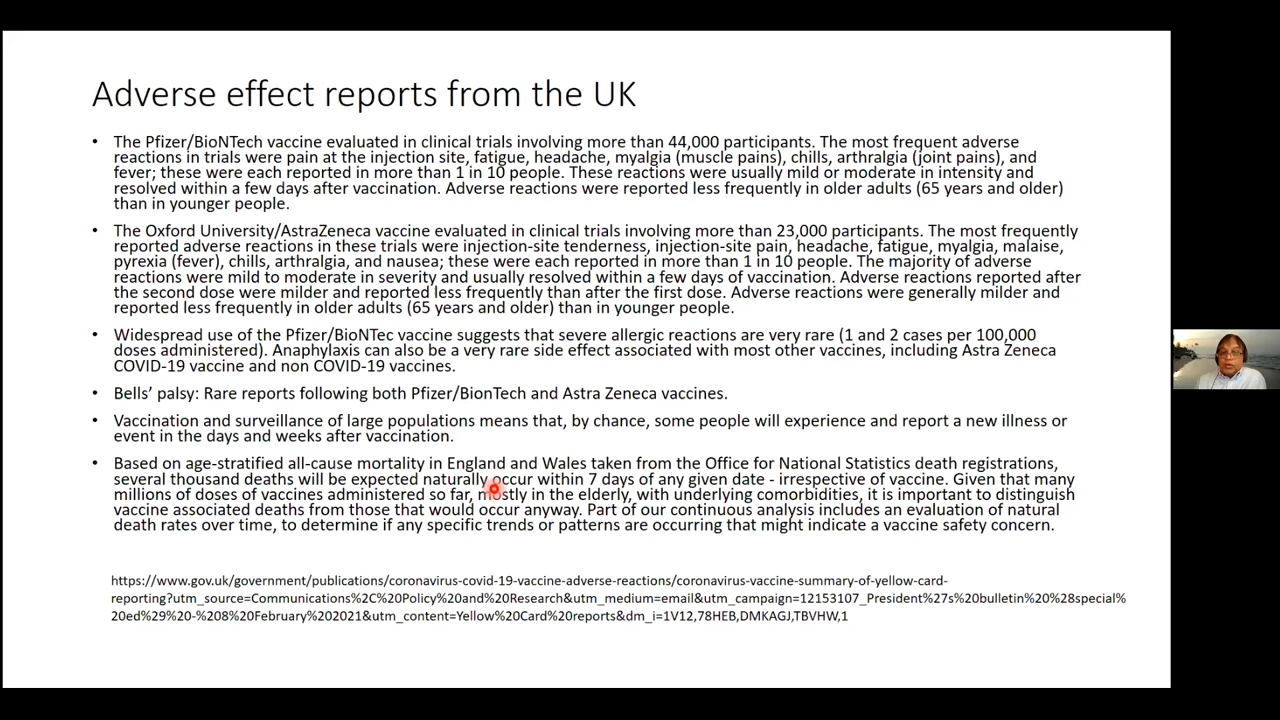 Adverse effect reports from the UK
• The Pfizer/BioNTech vaccine evaluated in clinical trials involving more than 44,000 participants. The most frequent adverse
reactions in trials were pain at the injection site, fatigue, headache, myalgia (muscle pains), chills, arthralgia (joint pains), and
fever; these were each reported in more than 1 in 10 people. These reactions were usually mild or moderate in intensity and
resolved within a few days after vaccination. Adverse reactions were reported less frequently in older adults (65 years and older)
than in younger people.
• The Oxford University/AstraZeneca vaccine evaluated in clinical trials involving more than 23,000 participants. The most frequently
reported adverse reactions in these trials were injection-site tenderness, injection-site pain, headache, fatigue, myalgia, malaise,
pyrexia (fever), chills, arthralgia, and nausea; these were each reported in more than 1 in 10 people. The majority of adverse
reactions were mild to moderate in severity and usually resolved within a few days of vaccination. Adverse reactions reported after
the second dose were milder and reported less frequently than after the first dose. Adverse reactions were generally milder and
reported less frequently in older adults (65 years and older) than in younger people.
• Widespread use of the Pfizer/BioNTec vaccine suggests that severe allergic reactions are very rare (1 and 2 cases per 100,000
doses administered). Anaphylaxis can also be a very rare side effect associated with most other vaccines, including Astra Zeneca
COVID-19 vaccine and non COVID-19 vaccines.
• Bells' palsy: Rare reports following both Pfizer/BionTech and Astra Zeneca vaccines.
• Vaccination and surveillance of large populations means that, by chance, some people will experience and report a new illness or
event in the days and weeks after vaccination.
• Based on age-stratified all-cause mortality in England and Wales taken from the Office for National Statistics death registrations,
several thousand deaths will be expected naturally occur within 7 days of any given date - irrespective of vaccine. Given that many
millions of doses of vaccines administered so far, mostly in the elderly, with underlying comorbidities, it is important to distinguish
vaccine associated deaths from those that would occur anyway. Part of our continuous analysis includes an evaluation of natural
death rates over time, to determine if any specific trends or patterns are occurring that might indicate a vaccine safety concern.
https://www.gov.uk/government/publications/coronavirus-covid-19-vaccine-adverse-reactions/coronavirus-vaccine-summary-of-yellow-card-
reporting?utm_source=Communications%2C%20Policy%20and%20Research&utm_medium=email&utm_campaign=12153107_President%27s%20bulletin%20%28special%
20ed%29%20-%208%20February%202021&utm_content=Yellow%20Card%20reports&dm_i=1V12,78HEB,DMKAGJ,TBVHW,1